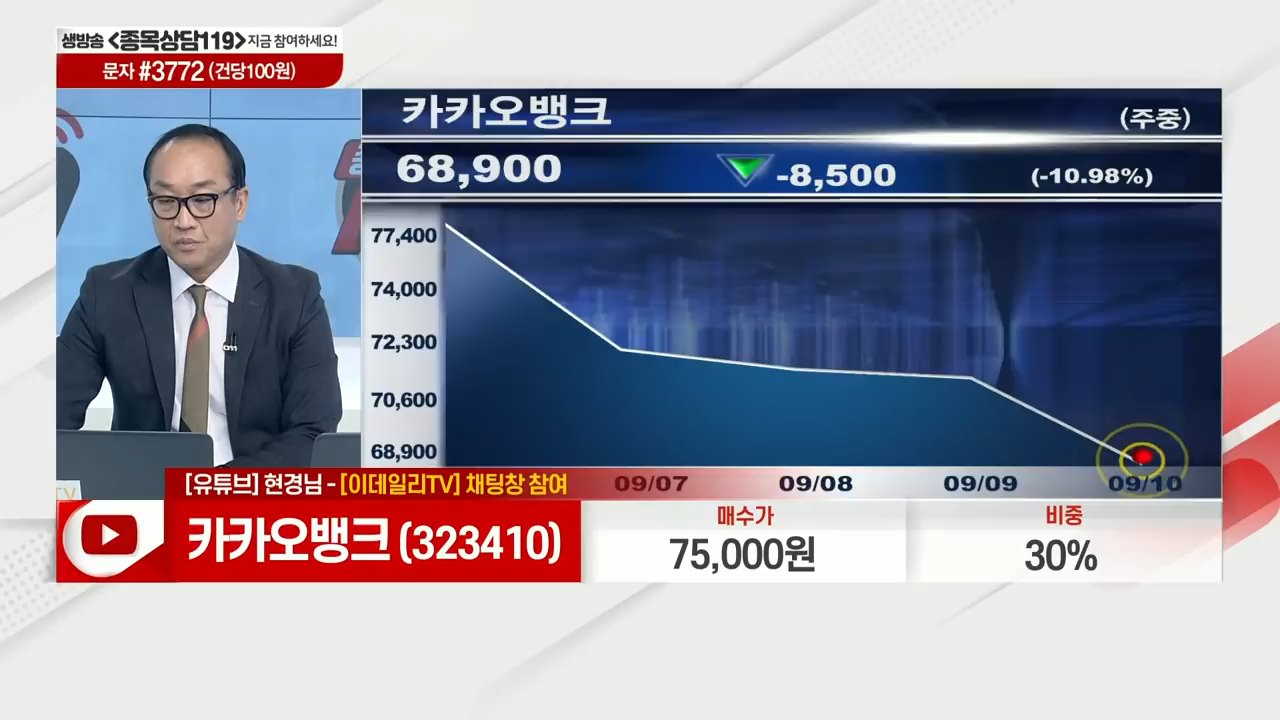 생방송 <종목상담119> 지금 참여하세요!
문자 #3772 (건당100원)
카카오뱅크
(주중)
68,900 -8,500 (-10.98%)
77,400
74,000
72,300
70,600
68,900
09/07 09/08 09/09 09/10
[유튜브] 현경님 - [이데일리TV] 채팅창 참여
카카오뱅크 (323410)
매수가
75,000원
비중
30%
TV